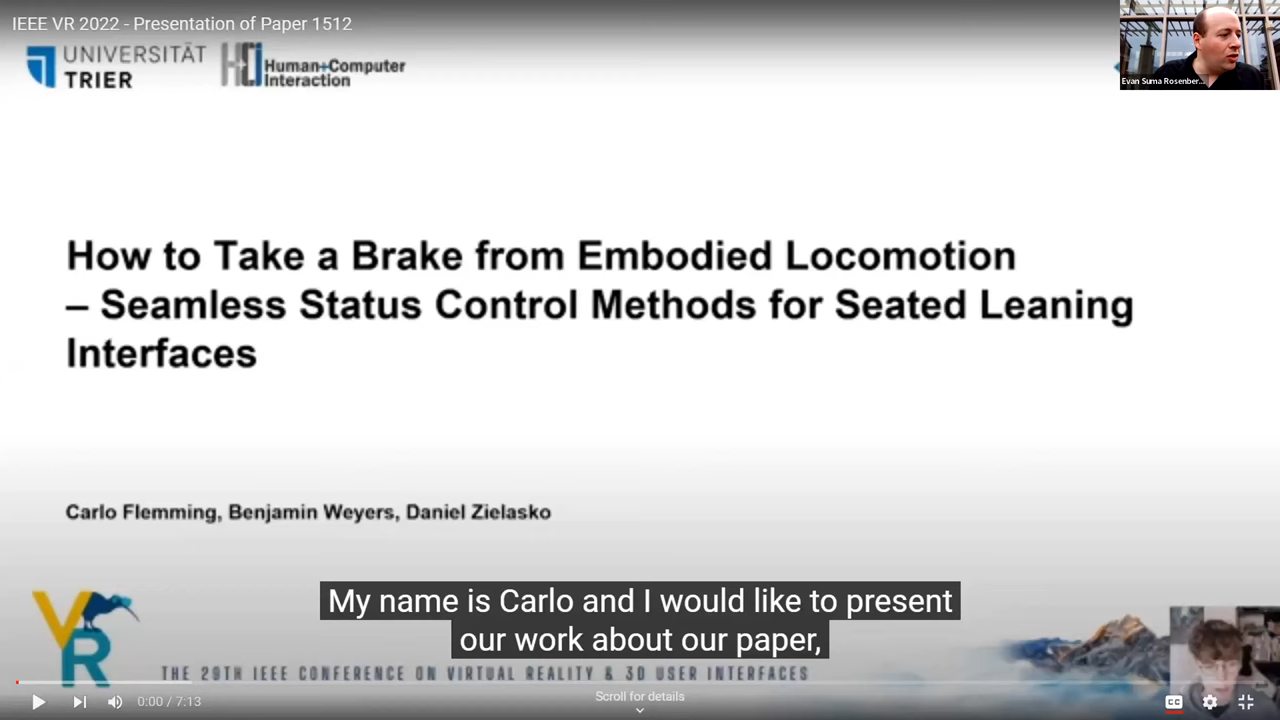 IEEE VR 2022 - Presentation of Paper 1512
UNIVERSITÄT
TRIER
HCI
Human+Computer
Interaction
Evan Suma Rosenber...
How to Take a Brake from Embodied Locomotion
– Seamless Status Control Methods for Seated Leaning
Interfaces
Carlo Flemming, Benjamin Weyers, Daniel Zielasko
My name is Carlo and I would like to present
our work about our paper,
VR
THE 29TH IEEE CONFERENCE ON VIRTUAL REALITY & 3D USER INTERFACES
0:00 / 7:13
Scroll for details
CC